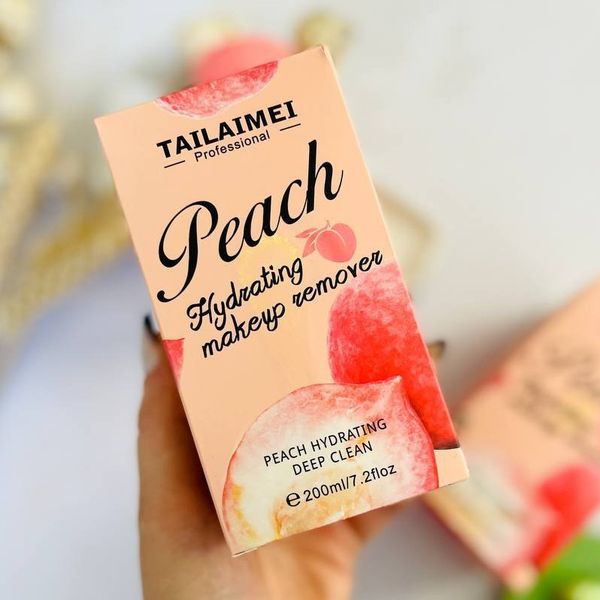 TAILAIMEI
Professional
Peach
Hydrating
makeup remover
PEACH HYDRATING
DEEP CLEAN
℮200ml/7.2floz